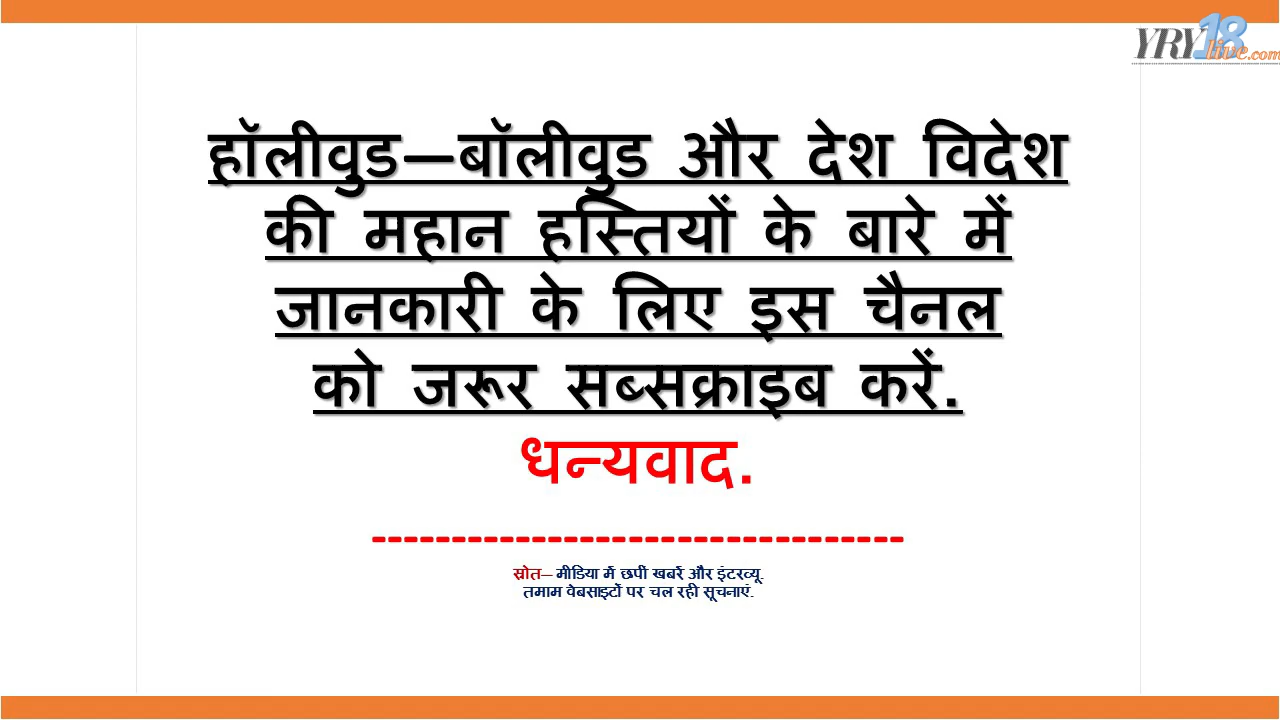 YRY18live.com
हॉलीवुड—बॉलीवुड और देश विदेश
की महान हस्तियों के बारे में
जानकारी के लिए इस चैनल
को जरूर सब्सक्राइब करें.
धन्यवाद.
---------------------------------
स्रोत— मीडिया में छपी खबरें और इंटरव्यू.
तमाम वेबसाइटों पर चल रही सूचनाएं.